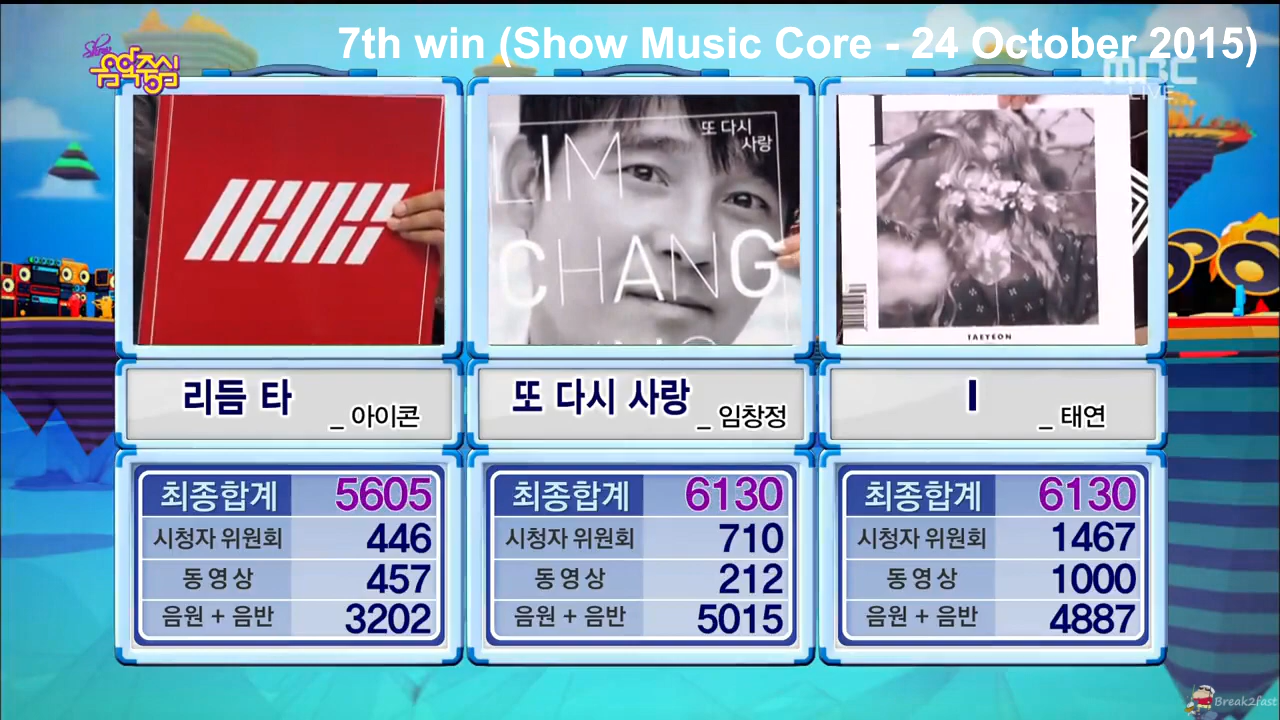 7th win (Show Music Core - 24 October 2015)
Show
음악중심
MBC
LIVE
또 다시
사랑
LIM
CHANG
I
TAEYEON
리듬 타
_ 아이콘
또 다시 사랑
_ 임창정
I
_ 태연
최종합계 5605
시청자 위원회 446
동영상 457
음원 + 음반 3202
최종합계 6130
시청자 위원회 710
동영상 212
음원 + 음반 5015
최종합계 6130
시청자 위원회 1467
동영상 1000
음원 + 음반 4887
Break2fast